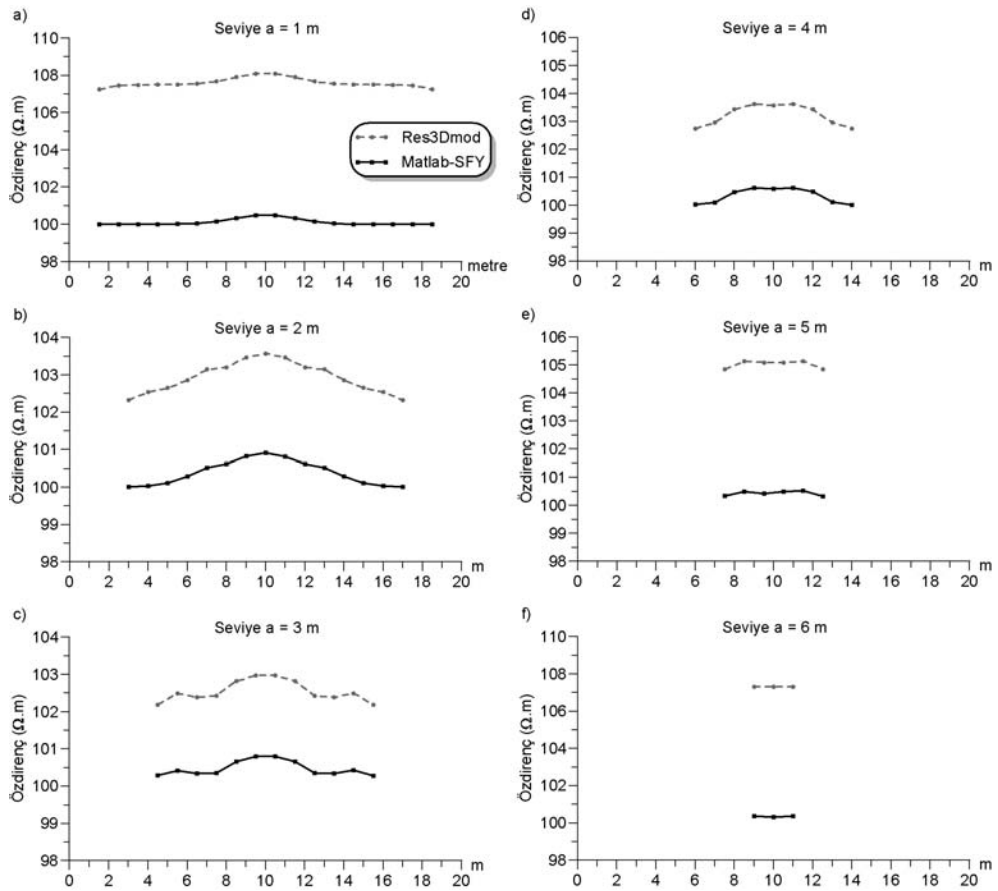 a)
Seviye a = 1 m
Özdirenç (Ω.m)
110
108
106
104
102
100
98
0 2 4 6 8 10 12 14 16 18 20
metre
Res3Dmod
Matlab-SFY
b)
Seviye a = 2 m
Özdirenç (Ω.m)
104
103
102
101
100
99
98
0 2 4 6 8 10 12 14 16 18 20
m
c)
Seviye a = 3 m
Özdirenç (Ω.m)
104
103
102
101
100
99
98
0 2 4 6 8 10 12 14 16 18 20
m
d)
Seviye a = 4 m
Özdirenç (Ω.m)
106
105
104
103
102
101
100
99
98
0 2 4 6 8 10 12 14 16 18 20
m
e)
Seviye a = 5 m
Özdirenç (Ω.m)
106
105
104
103
102
101
100
99
98
0 2 4 6 8 10 12 14 16 18 20
m
f)
Seviye a = 6 m
Özdirenç (Ω.m)
110
108
106
104
102
100
98
0 2 4 6 8 10 12 14 16 18 20
m